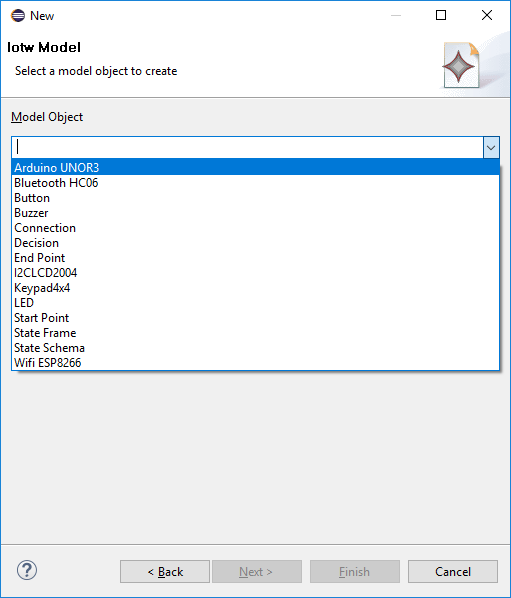 New
Iotw Model
Select a model object to create
Model Object
Arduino UNOR3
Bluetooth HC06
Button
Buzzer
Connection
Decision
End Point
I2CLCD2004
Keypad4x4
LED
Start Point
State Frame
State Schema
Wifi ESP8266
?
< Back
Next >
Finish
Cancel